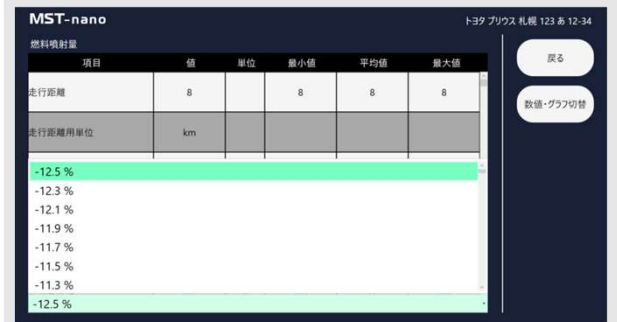 MST-nano
トヨタ プリウス 札幌 123 あ 12-34
燃料噴射量
項目 値 単位 最小値 平均値 最大値
走行距離 8 8 8 8
走行距離用単位 km
-12.5 %
-12.3 %
-12.1 %
-11.9 %
-11.7 %
-11.5 %
-11.3 %
-12.5 %
戻る
数値・グラフ切替